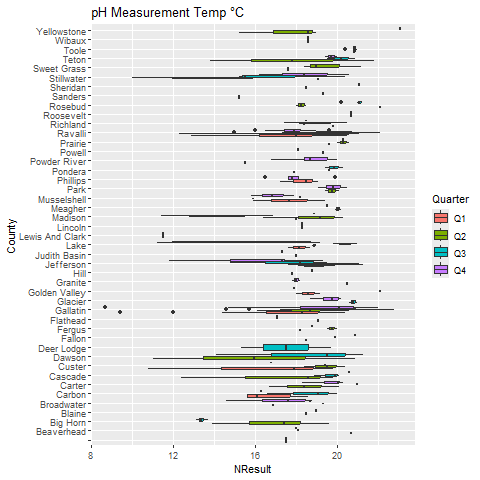 pH Measurement Temp °C
Yellowstone
Wibaux
Toole
Teton
Sweet Grass
Stillwater
Sheridan
Sanders
Rosebud
Roosevelt
Richland
Ravalli
Prairie
Powell
Powder River
Pondera
Phillips
Park
Musselshell
Meagher
Madison
Lincoln
Lewis And Clark
Lake
Judith Basin
Jefferson
Hill
Granite
Golden Valley
Glacier
Gallatin
Flathead
Fergus
Fallon
Deer Lodge
Dawson
Custer
Cascade
Carter
Carbon
Broadwater
Blaine
Big Horn
Beaverhead
County
8 12 16 20
NResult
Quarter
Q1
Q2
Q3
Q4